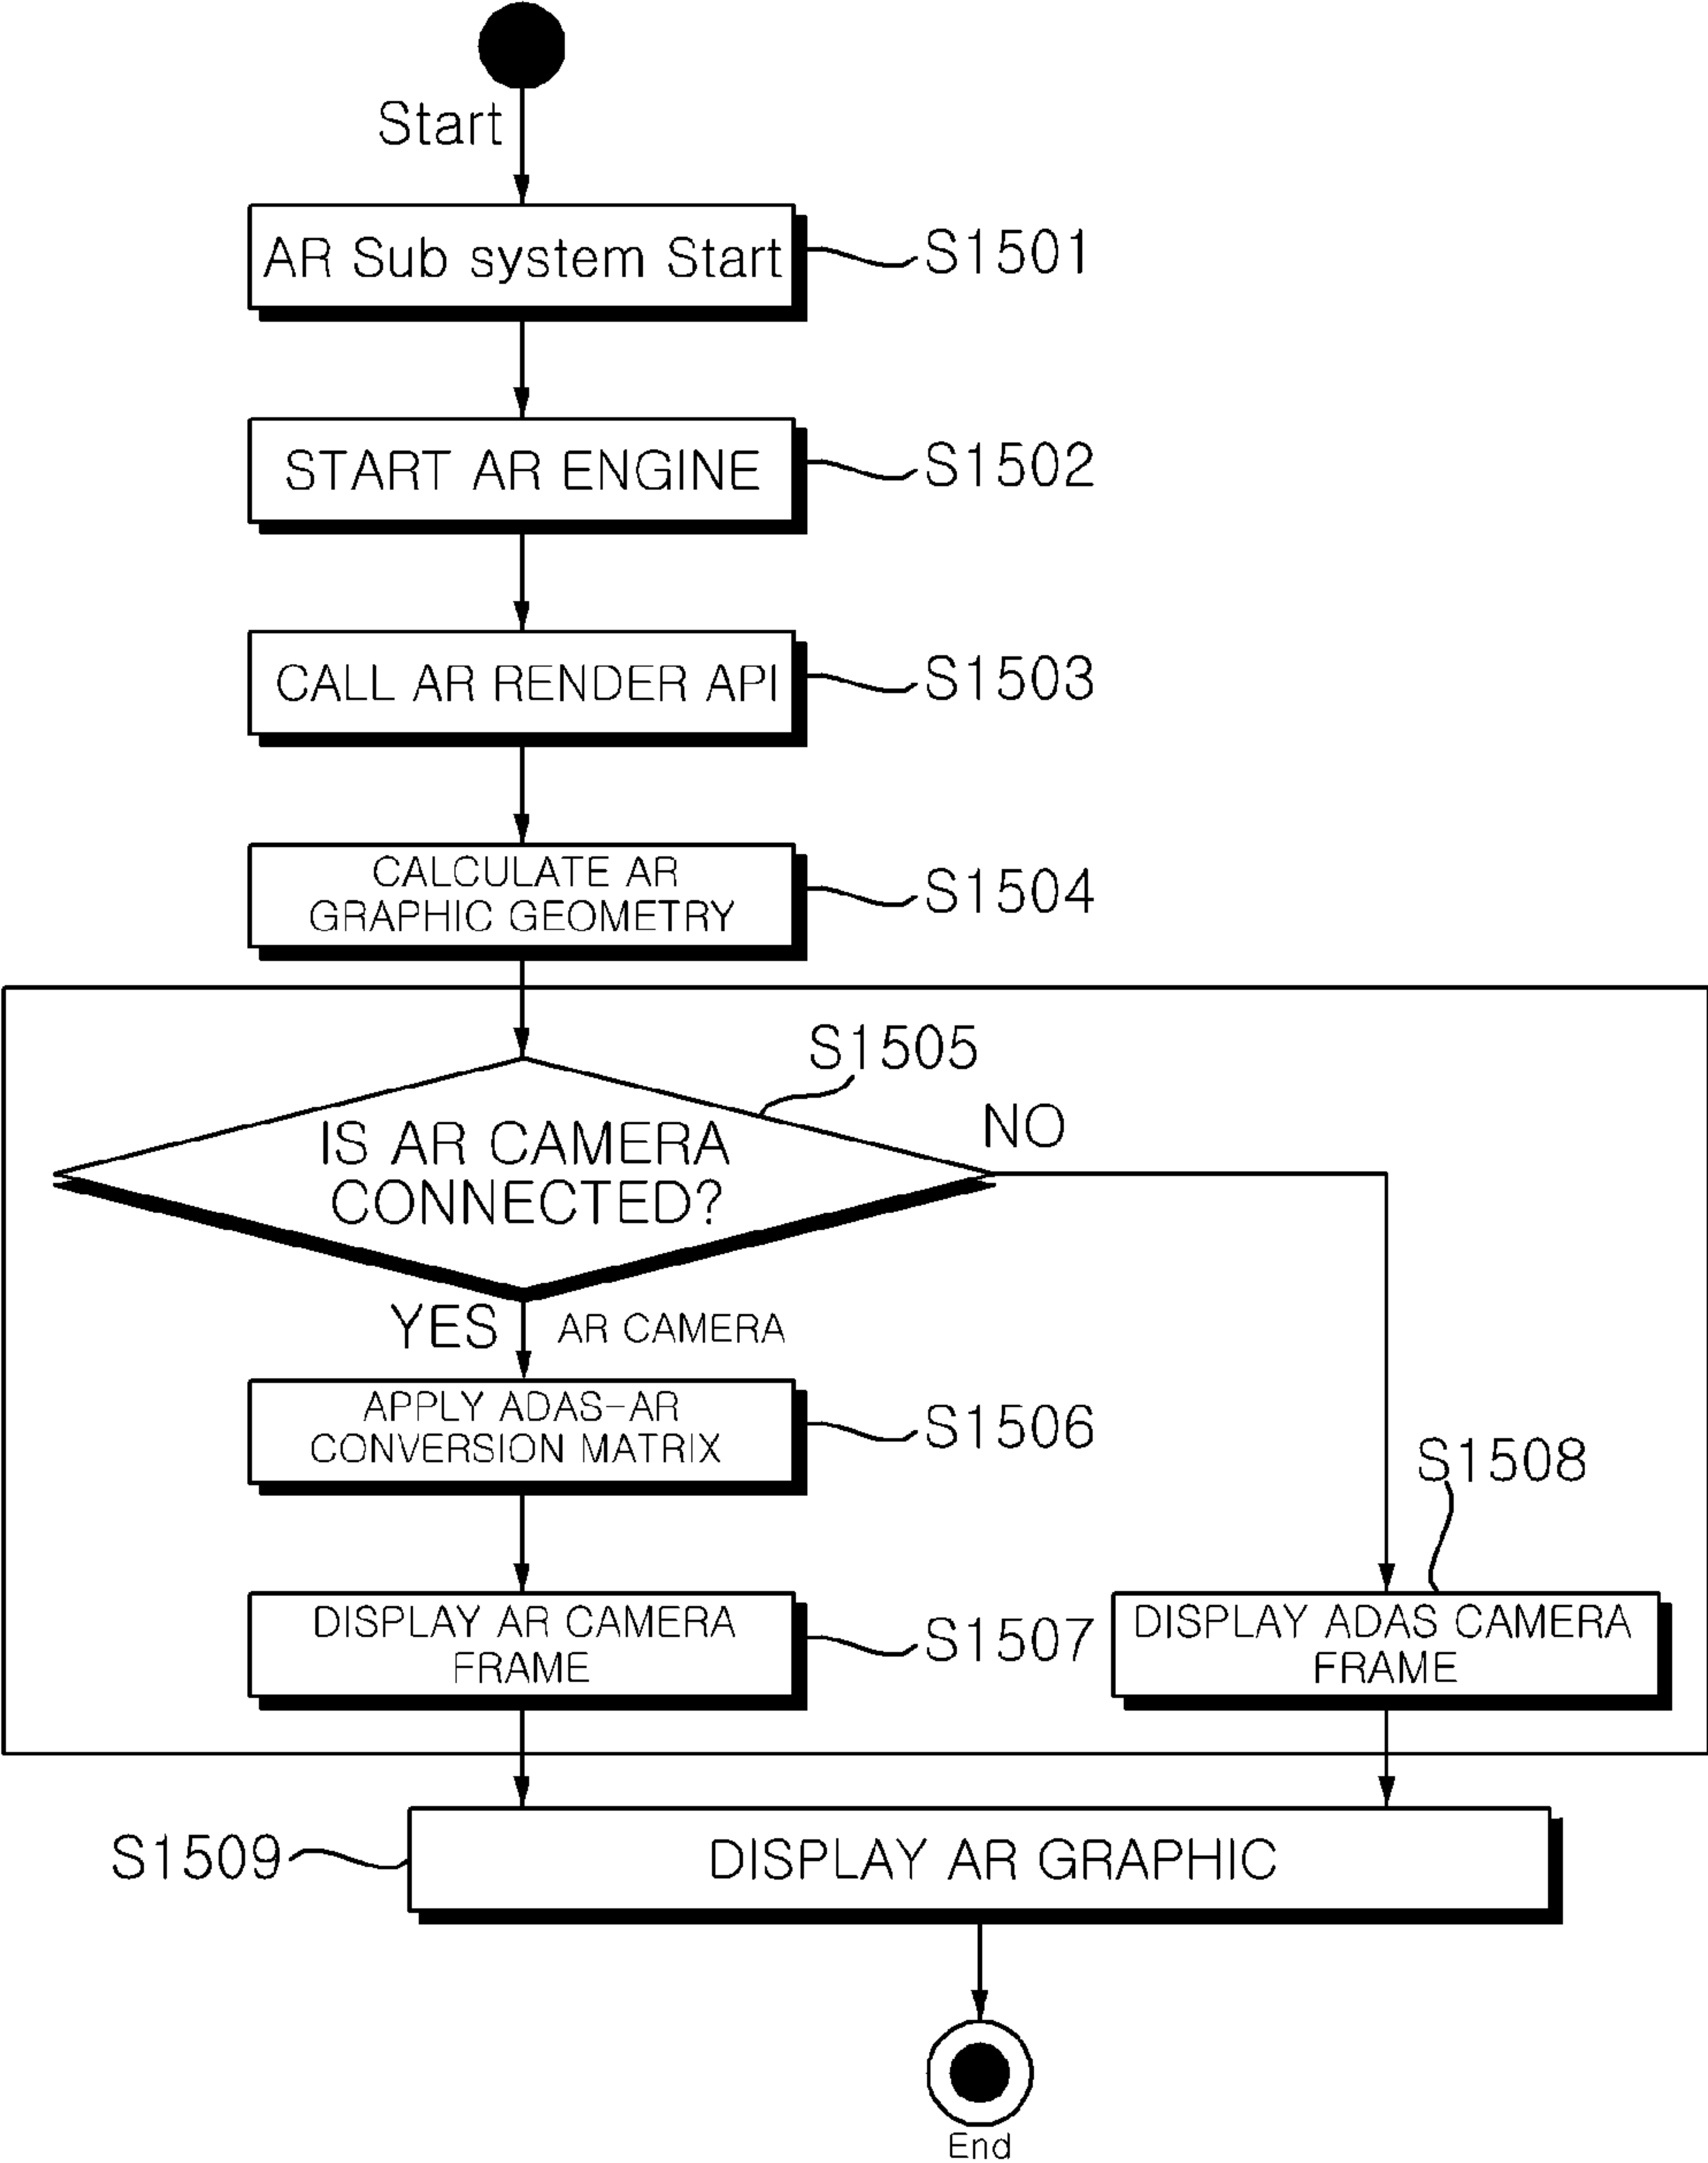 Start
AR Sub system Start
S1501
START AR ENGINE
S1502
CALL AR RENDER API
S1503
CALCULATE AR
GRAPHIC GEOMETRY
S1504
S1505
IS AR CAMERA
CONNECTED?
NO
YES
AR CAMERA
APPLY ADAS-AR
CONVERSION MATRIX
S1506
S1508
DISPLAY AR CAMERA
FRAME
S1507
DISPLAY ADAS CAMERA
FRAME
S1509
DISPLAY AR GRAPHIC
End